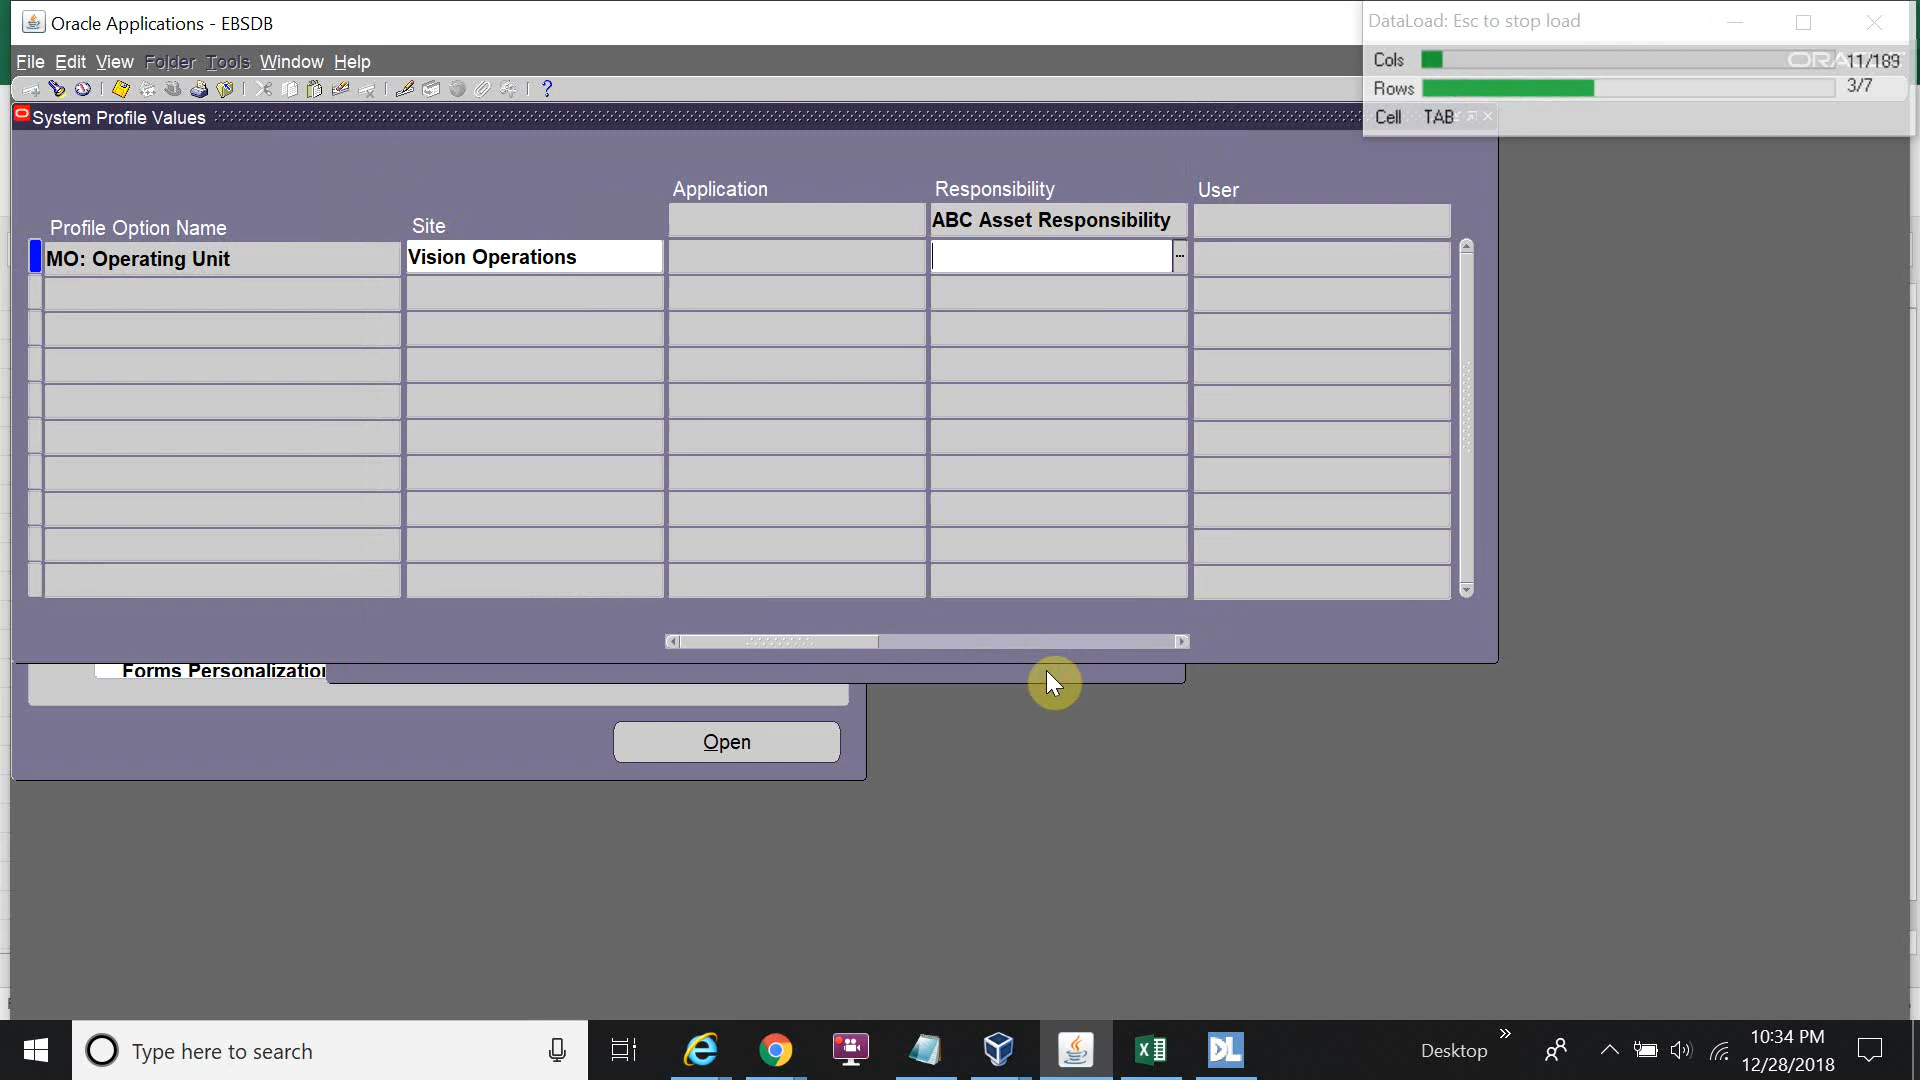 Oracle Applications - EBSDB
DataLoad: Esc to stop load
File Edit View Folder Tools Window Help
Cols 11/189
Rows 3/7
Cell TAB
System Profile Values
Application Responsibility User
Profile Option Name Site
ABC Asset Responsibility
MO: Operating Unit Vision Operations
Forms Personalization
Open
Type here to search
Desktop
10:34 PM
12/28/2018